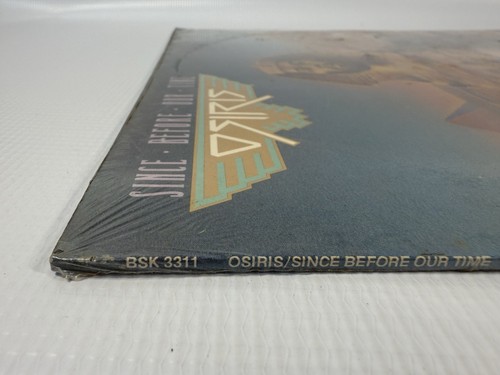 SINCE · BEFORE · OUR · TIME
OSIRIS
BSK 3311 OSIRIS/SINCE BEFORE OUR TIME